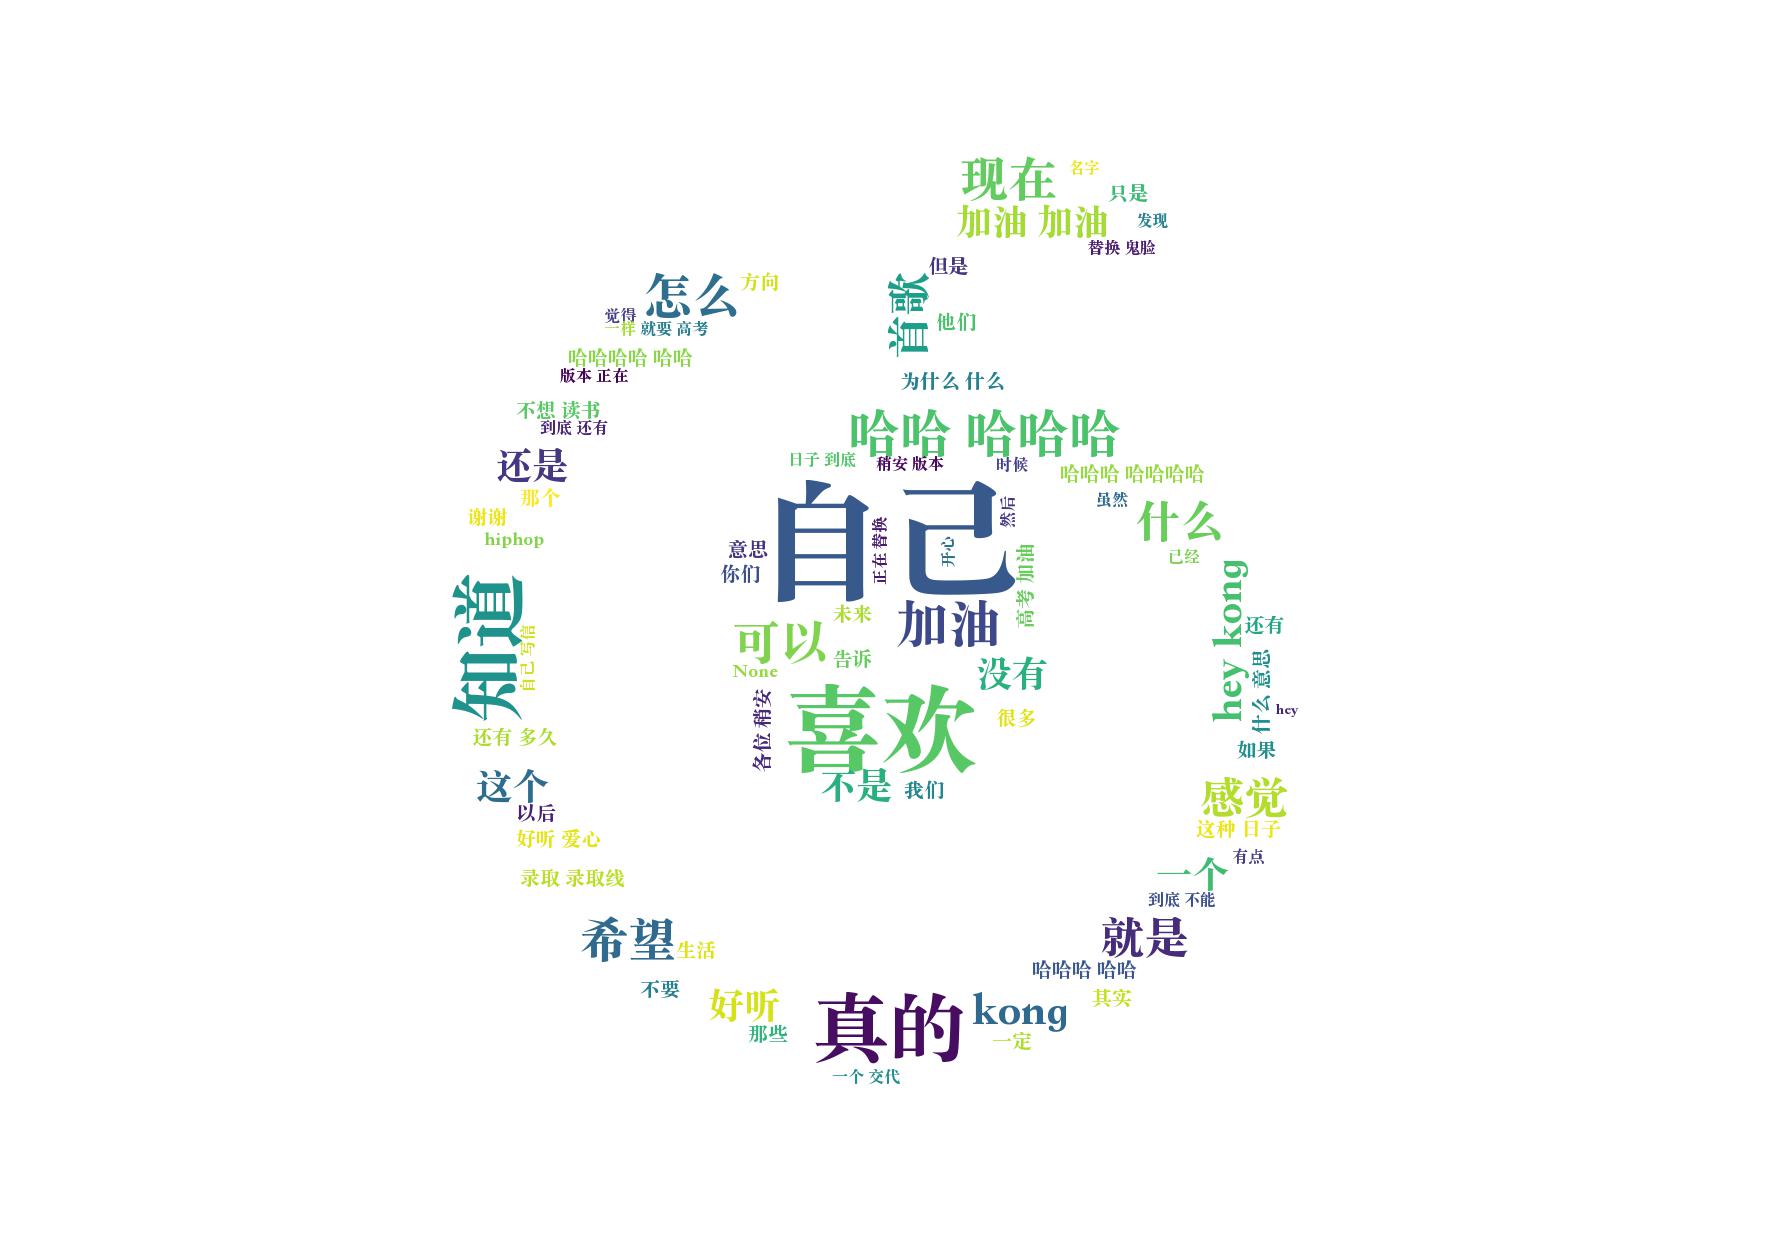 现在
名字
只是
加油 加油
发现
替换 鬼脸
但是
怎么
方向
首歌
觉得
他们
一样
就要 高考
哈哈哈哈 哈哈
版本 正在
为什么 什么
不想 读书
到底 还有
哈哈 哈哈哈
还是
日子 到底
稍安 版本
时候
哈哈哈 哈哈哈哈
那个
虽然
谢谢
hiphop
自己
然后
什么
正在 替换
开心
意思
你们
已经
高考 加油
知道
自己 写信
未来
加油
可以
告诉
None
没有
hey kong
还有
什么 意思
hey
各位 稍安
喜欢
很多
还有 多久
如果
这个
不是
我们
感觉
以后
这种 日子
好听 爱心
有点
一个
录取 录取线
到底 不能
希望
生活
就是
哈哈哈 哈哈
不要
好听
真的
kong
其实
那些
一定
一个 交代